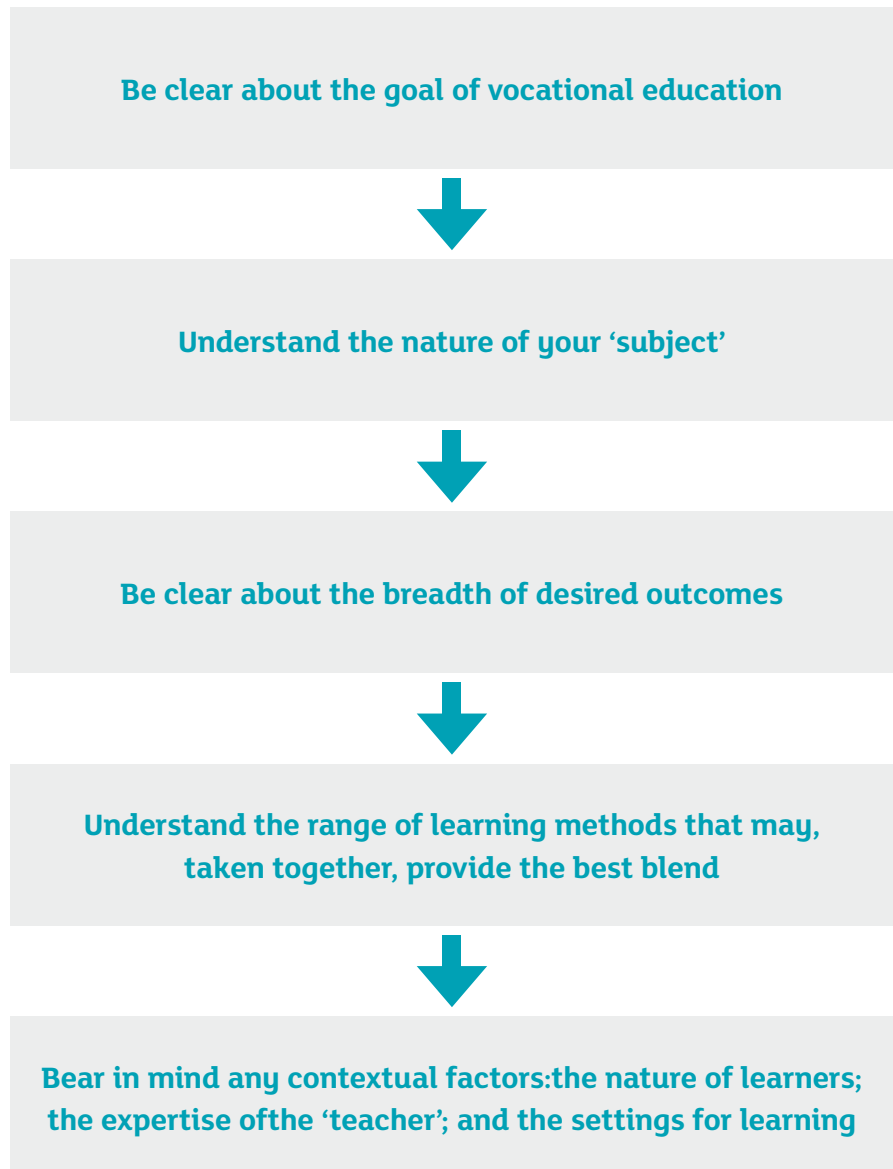 Be clear about the goal of vocational education
Understand the nature of your ‘subject’
Be clear about the breadth of desired outcomes
Understand the range of learning methods that may,
taken together, provide the best blend
Bear in mind any contextual factors:the nature of learners;
the expertise ofthe ‘teacher’; and the settings for learning